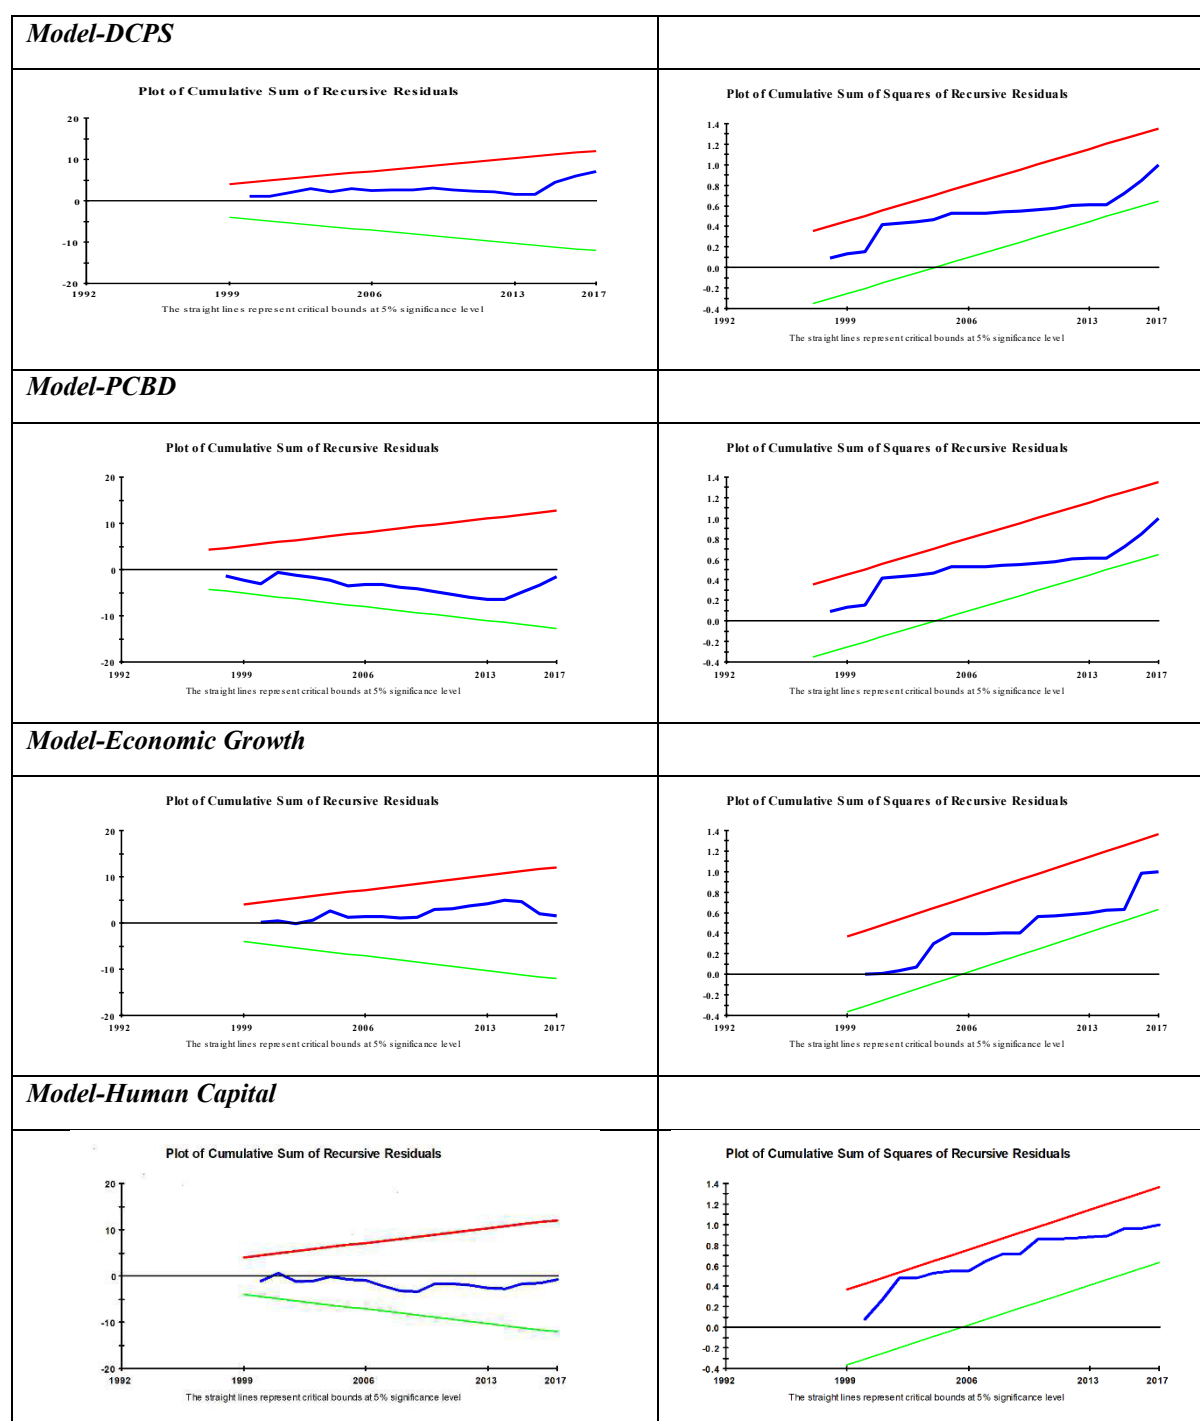 Model-DCPS
Plot of Cumulative Sum of Recursive Residuals
20
10
0
-10
-20
1992 1999 2006 2013 2017
The straight lines represent critical bounds at 5% significance level
Plot of Cumulative Sum of Squares of Recursive Residuals
1.4
1.2
1.0
0.8
0.6
0.4
0.2
0.0
-0.2
-0.4
1992 1999 2006 2013 2017
The straight lines represent critical bounds at 5% significance level
Model-PCBD
Plot of Cumulative Sum of Recursive Residuals
20
10
0
-10
-20
1992 1999 2006 2013 2017
The straight lines represent critical bounds at 5% significance level
Plot of Cumulative Sum of Squares of Recursive Residuals
1.4
1.2
1.0
0.8
0.6
0.4
0.2
0.0
-0.2
-0.4
1992 1999 2006 2013 2017
The straight lines represent critical bounds at 5% significance level
Model-Economic Growth
Plot of Cumulative Sum of Recursive Residuals
20
10
0
-10
-20
1992 1999 2006 2013 2017
The straight lines represent critical bounds at 5% significance level
Plot of Cumulative Sum of Squares of Recursive Residuals
1.4
1.2
1.0
0.8
0.6
0.4
0.2
0.0
-0.2
-0.4
1992 1999 2006 2013 2017
The straight lines represent critical bounds at 5% significance level
Model-Human Capital
Plot of Cumulative Sum of Recursive Residuals
20
10
0
-10
-20
1992 1999 2006 2013 2017
The straight lines represent critical bounds at 5% significance level
Plot of Cumulative Sum of Squares of Recursive Residuals
1.4
1.2
1.0
0.8
0.6
0.4
0.2
0.0
-0.2
-0.4
1992 1999 2006 2013 2017
The straight lines represent critical bounds at 5% significance level